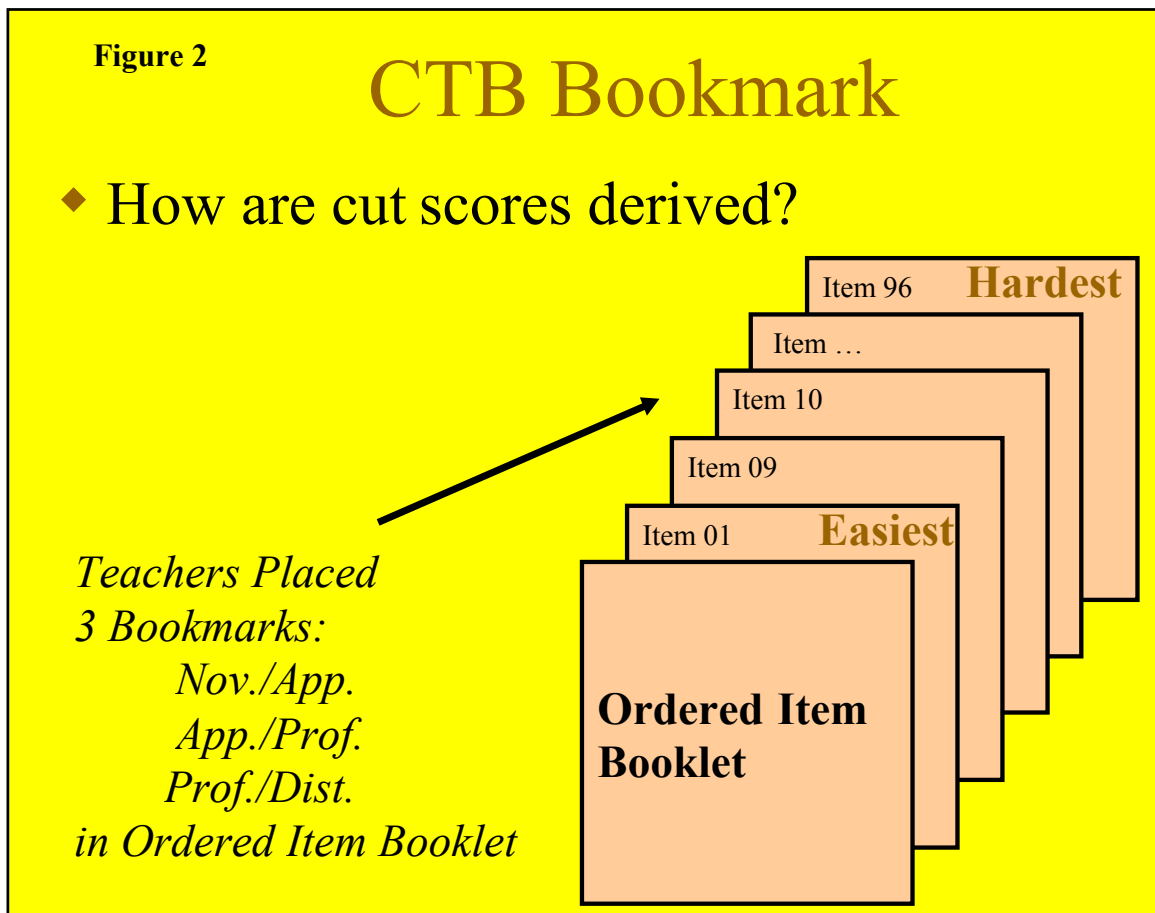 Figure 2
CTB Bookmark
How are cut scores derived?
Item 96 Hardest
Item …
Item 10
Item 09
Item 01 Easiest
Ordered Item
Booklet
Teachers Placed
3 Bookmarks:
Nov./App.
App./Prof.
Prof./Dist.
in Ordered Item Booklet